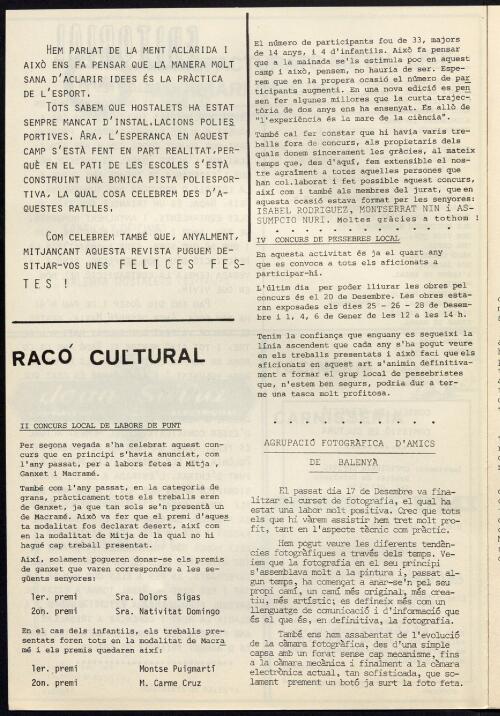 HEM PARLAT DE LA MENT ACLARIDA I
AIXÒ ENS FA PENSAR QUE LA MANERA MOLT
SANA D'ACLARIR IDEES ÉS LA PRÀCTICA
DE L'ESPORT.
TOTS SABEM QUE HOSTALETS HA ESTAT
SEMPRE MANCAT D'INSTAL.LACIONS POLIES
PORTIVES. ARA, L'ESPERANÇA EN AQUEST
CAMP S'ESTÀ FENT EN PART REALITAT,PER-
QUÈ EN EL PATI DE LES ESCOLES S'ESTÀ
CONSTRUINT UNA BONICA PISTA POLIESPOR-
TIVA, LA QUAL COSA CELEBREM DES D'A-
QUESTES RATLLES.
COM CELEBREM TAMBÉ QUE, ANYALMENT,
MITJANÇANT AQUESTA REVISTA PUGUEM DE-
SITJAR-VOS UNES FELICES FES-
TES !
RACÓ CULTURAL
II CONCURS LOCAL DE LABORS DE PUNT
Per segona vegada s'ha celebrat aquest con-
curs que en principi s'havia anunciat, com
l'any passat, per a labors fetes a Mitja ,
Ganxet i Macramé.
També com l'any passat, en la categoria de
grans, pràcticament tots els treballs eren
de Ganxet, ja que tan sols se'n presentà un
de Macramé. Això va fer que el premi d'aques
ta modalitat fos declarat desert, així com
en la modalitat de Mitja de la qual no hi
hagué cap treball presentat.
Així, solament pogueren donar-se els premis
de ganxet que varen correspondre a les se-
güents senyores:
1er. premi Sra. Dolors Bigas
2on. premi Sra. Nativitat Domingo
En el cas dels infantils, els treballs pre-
sentats foren tots en la modalitat de Macra
mé i els premis quedaren així:
1er. premi Montse Puigmartí
2on. premi M. Carme Cruz
El número de participants fou de 33, majors
de 14 anys, i 4 d'infantils. Això fa pensar
que a la mainada se'ls estimula poc en aquest
camp i això, pensem, no hauria de ser. Espe-
rem que en la propera ocasió el número de par
ticipants augmenti. En una nova edició es pen
sen fer algunes millores que la curta trajec-
tòria de dos anys ens ha ensenyat. Es allò de
"l'experiència és la mare de la ciència".
També cal fer constar que hi havia varis tre-
balls fora de concurs, als propietaris dels
quals donem sincerament les gràcies, al mateix
temps que, des d'aquí, fem extensible el nos-
tre agraïment a totes aquelles persones que
han col.laborat i fet possible aquest concurs,
així com i també als membres del jurat, que en
aquesta ocasió estava format per les senyores:
ISABEL RODRIGUEZ, MONTSERRAT NIN i AS-
SUMPCIO NURI. Moltes gràcies a tothom !
IV CONCURS DE PESSEBRES LOCAL
En aquesta activitat és ja el quart any
que es convoca a tots els aficionats a
participar-hi.
L'últim dia per poder lliurar les obres pel
concurs és el 20 de Desembre. Les obres esta-
ran exposades els dies 25 - 26 - 28 de Desem-
bre i 1, 4, 6 de Gener de les 12 a les 14 h.
Tenim la confiança que enguany es segueixi la
línia ascendent que cada any s'ha pogut veure
en els treballs presentats i això faci que els
aficionats en aquest art s'animin definitiva-
ment a formar el grup local de pessebristes
que, n'estem ben segurs, podria dur a ter-
me una tasca molt profitosa.
AGRUPACIÓ FOTOGRÀFICA D'AMICS
DE BALENYÀ
El passat dia 17 de Desembre va fina-
litzar el curset de fotografia, el qual ha
estat una labor molt positiva. Crec que tots
els que hi vàrem assistir hem tret molt pro-
fit, tant en l'aspecte tècnic com pràctic.
Hem pogut veure les diferents tendèn-
cies fotogràfiques a través dels temps. Ve-
iem que la fotografia en el seu principi
s'assemblava molt a la pintura i, passat al-
gun temps, ha començat a anar-se'n pel seu
propi camí, un camí més original, més crea-
tiu, més artístic; es defineix més com un
llenguatge de comunicació i d'informació que
és el que és, en definitiva, la fotografia.
També ens hem assabentat de l'evolució
de la càmara fotogràfica, des d'una simple
capsa amb un forat sense cap mecanisme, fins
a la càmara mecànica i finalment a la càmara
electrònica actual, tan sofisticada, que so-
lament prement un botó ja surt la foto feta.